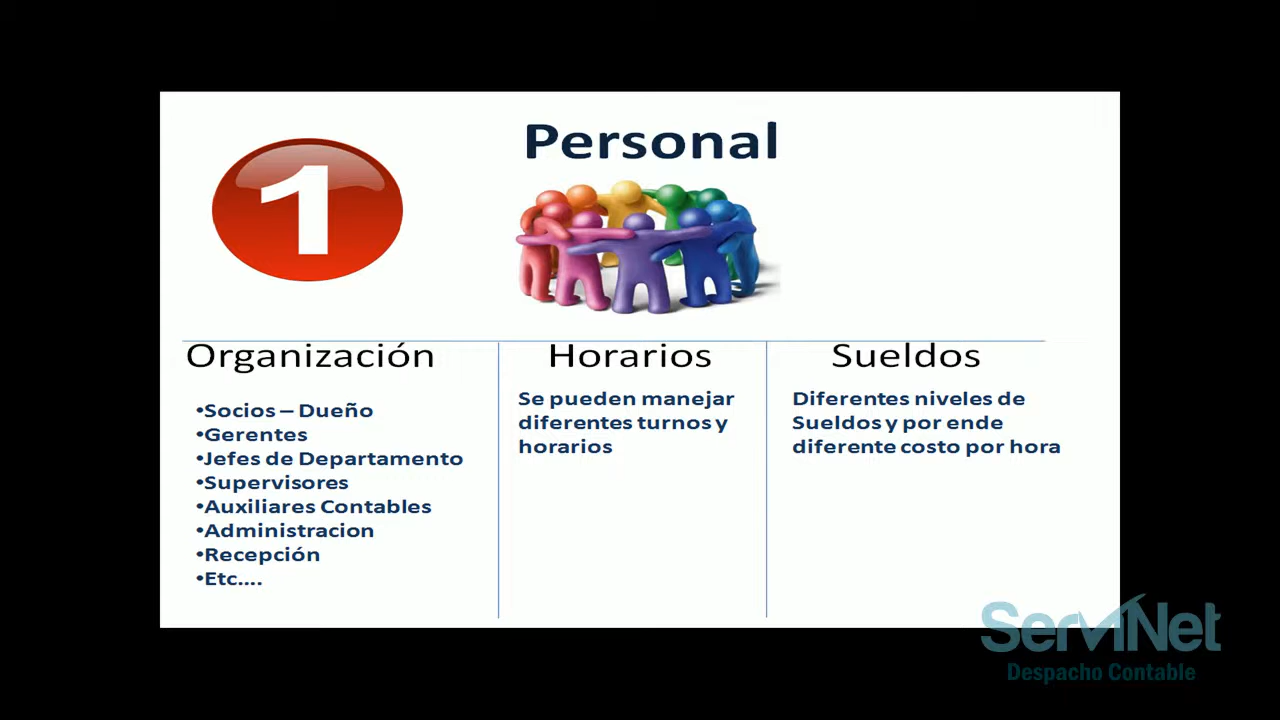 1
Personal
Organización
•Socios – Dueño
•Gerentes
•Jefes de Departamento
•Supervisores
•Auxiliares Contables
•Administracion
•Recepción
•Etc....
Horarios
Se pueden manejar
diferentes turnos y
horarios
Sueldos
Diferentes niveles de
Sueldos y por ende
diferente costo por hora
ServiNet
Despacho Contable